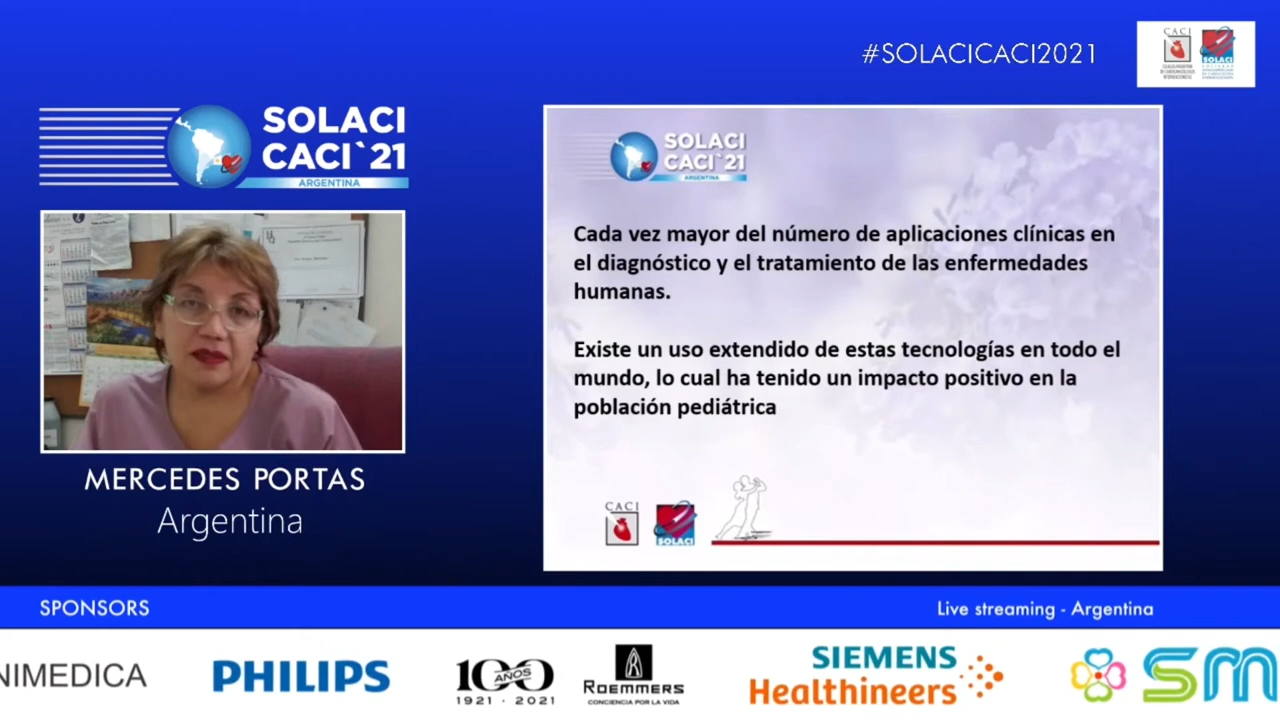 #SOLACICACI2021
CACI
SOLACI
SOLACI
CACI`21
ARGENTINA
SOLACI
CACI`21
ARGENTINA
Cada vez mayor del número de aplicaciones clínicas en
el diagnóstico y el tratamiento de las enfermedades
humanas.
Existe un uso extendido de estas tecnologías en todo el
mundo, lo cual ha tenido un impacto positivo en la
población pediátrica
CACI
SOLACI
MERCEDES PORTAS
Argentina
SPONSORS
Live streaming - Argentina
NIMEDICA
PHILIPS
100
AÑOS
1921 · 2021
ROEMMERS
CONCIENCIA POR LA VIDA
SIEMENS
Healthineers
sm